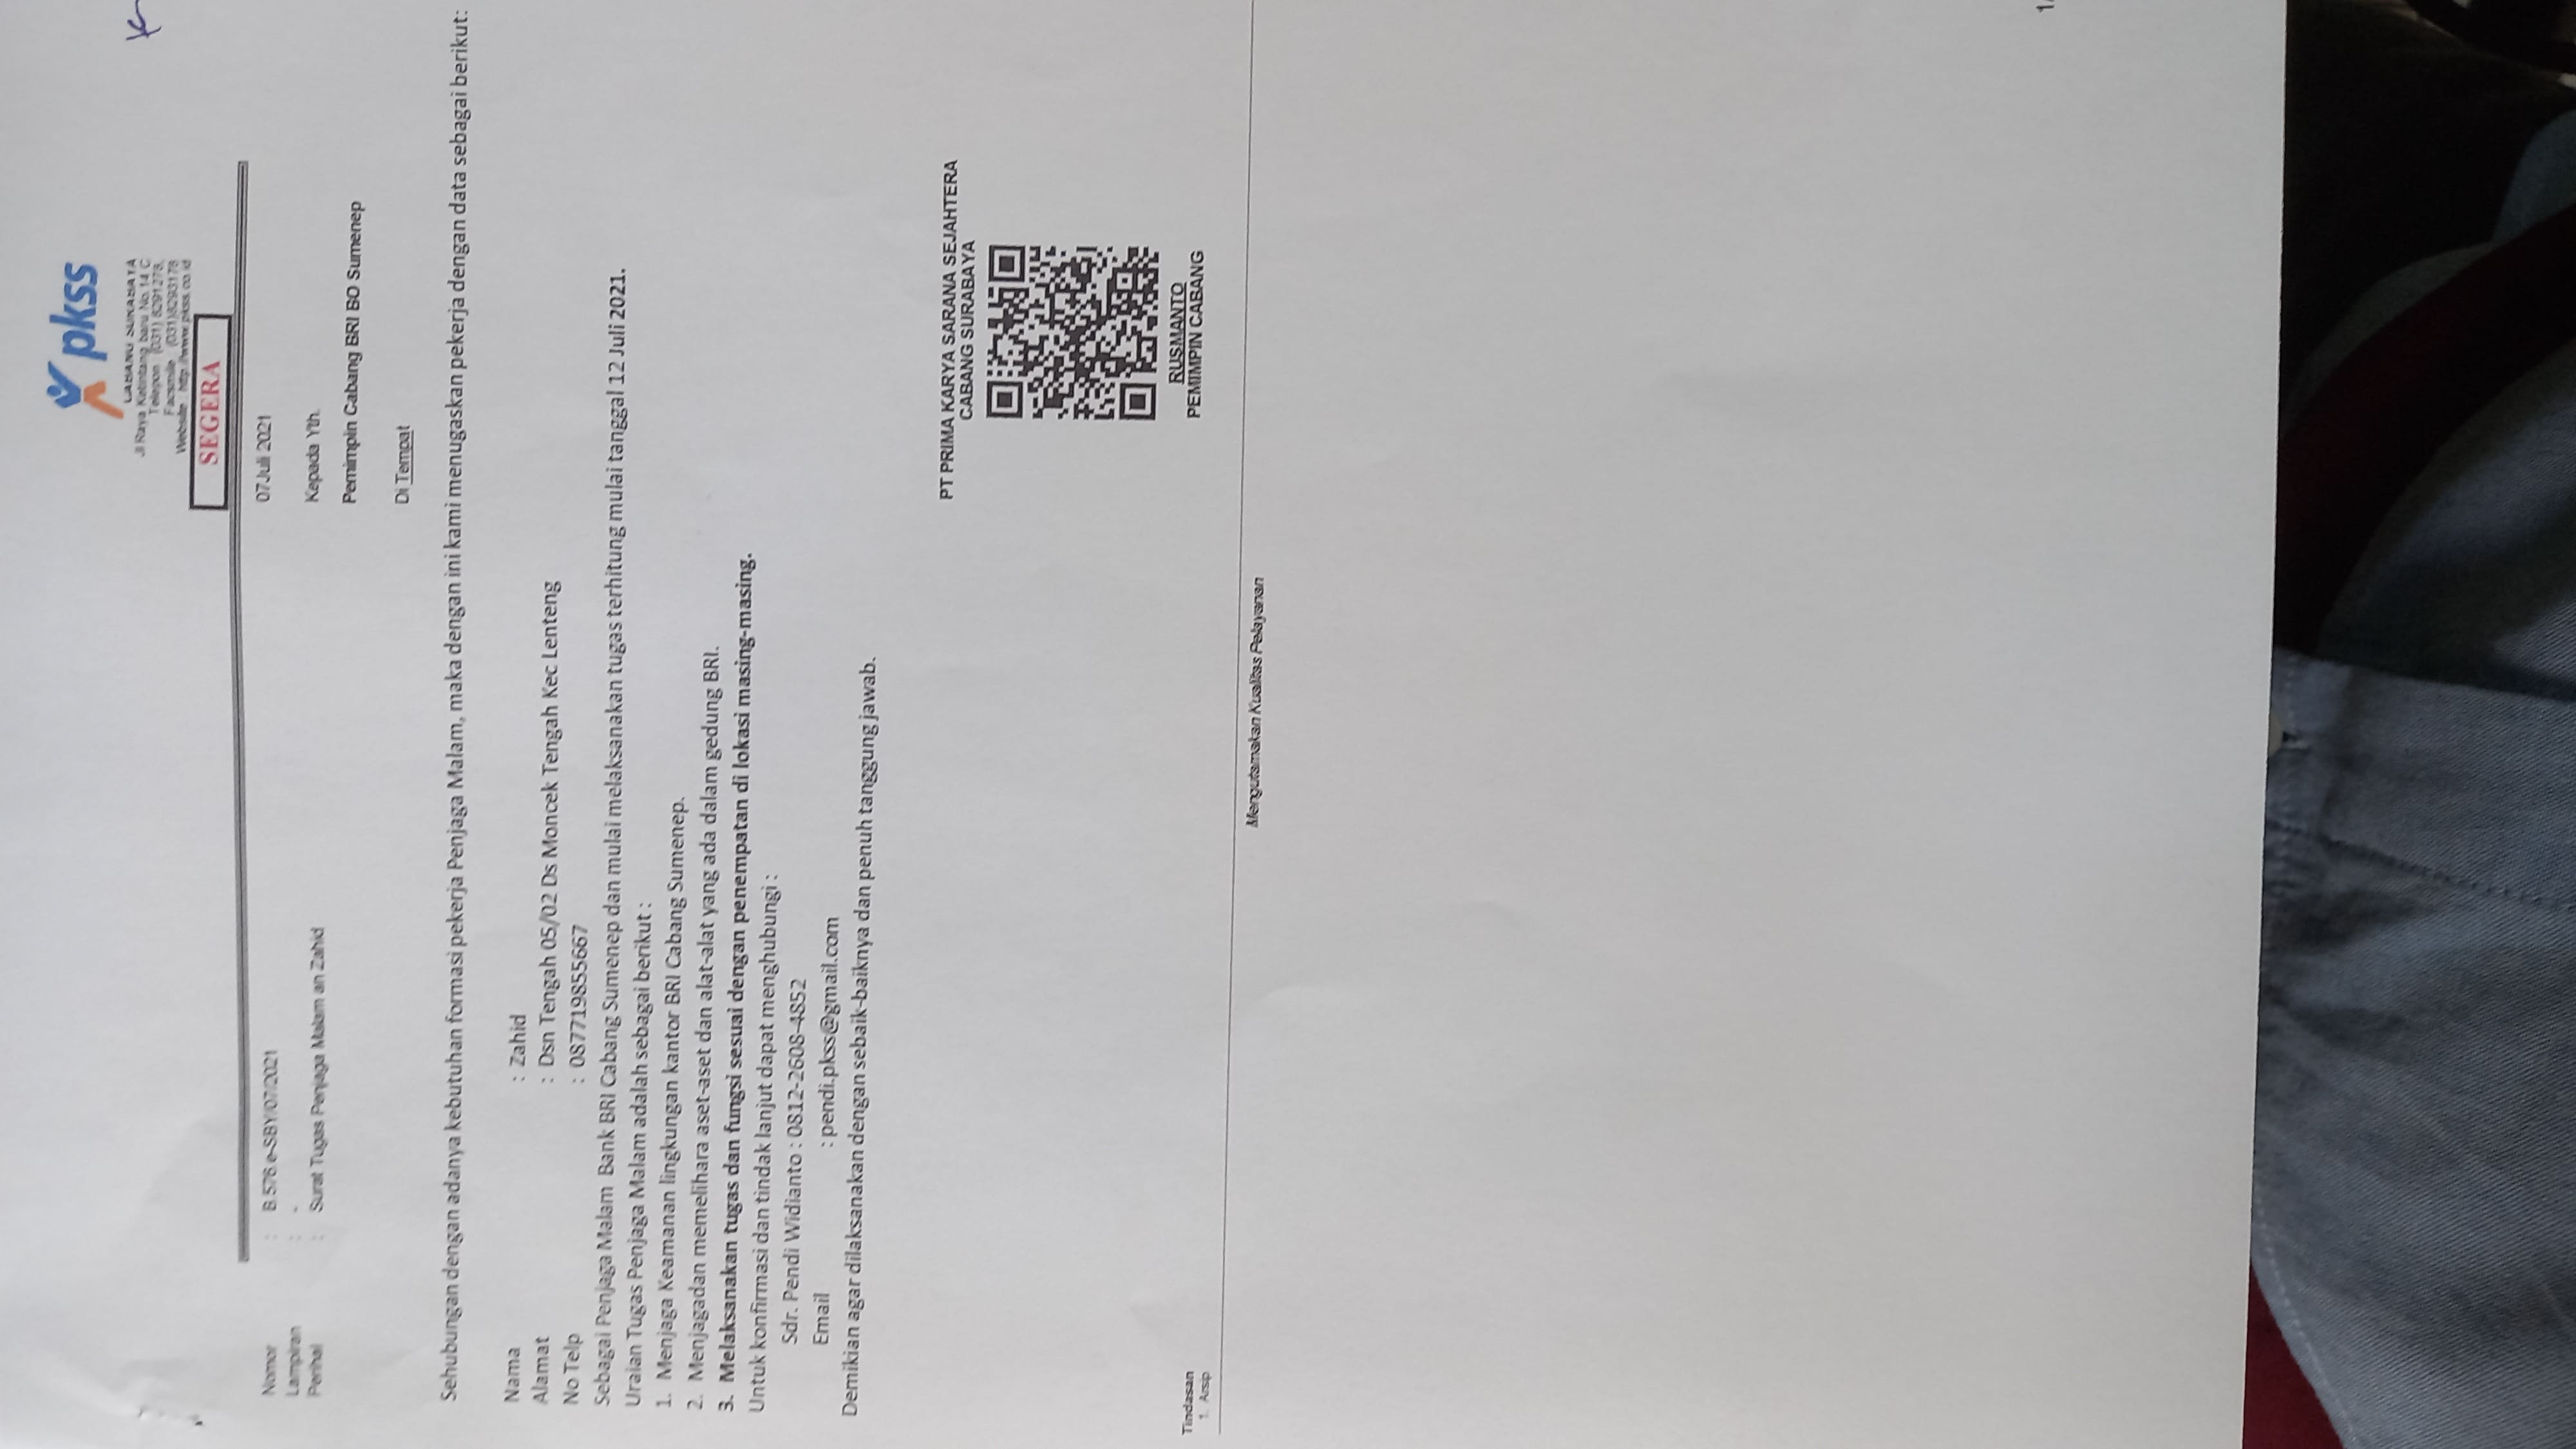 pkss
CABANG SURABAYA
Jl Raya Ketintang baru No.14 C
Telepon (031) 8291273,
Facsimile (031)8293178
Website : http://www.pkss.co.id
SEGERA
07 Juli 2021
Nomor : B.576.e-SBY/07/2021
Lampiran : -
Perihal : Surat Tugas Penjaga Malam an Zahid
Kepada Yth.
Pemimpin Cabang BRI BO Sumenep
Di Tempat
Sehubungan dengan adanya kebutuhan formasi pekerja Penjaga Malam, maka dengan ini kami menugaskan pekerja dengan data sebagai berikut:
Nama : Zahid
Alamat : Dsn Tengah 05/02 Ds Moncek Tengah Kec Lenteng
No Telp : 087719855667
Sebagai Penjaga Malam Bank BRI Cabang Sumenep dan mulai melaksanakan tugas terhitung mulai tanggal 12 Juli 2021.
Uraian Tugas Penjaga Malam adalah sebagai berikut :
1. Menjaga Keamanan lingkungan kantor BRI Cabang Sumenep.
2. Menjagadan memelihara aset-aset dan alat-alat yang ada dalam gedung BRI.
3. Melaksanakan tugas dan fungsi sesuai dengan penempatan di lokasi masing-masing.
Untuk konfirmasi dan tindak lanjut dapat menghubungi :
Sdr. Pendi Widianto : 0812-2608-4852
Email : pendi.pkss@gmail.com
Demikian agar dilaksanakan dengan sebaik-baiknya dan penuh tanggung jawab.
PT PRIMA KARYA SARANA SEJAHTERA
CABANG SURABAYA
RUSMANTO
PEMIMPIN CABANG
Tindasan
1. Arsip
Mengutamakan Kualitas Pelayanan